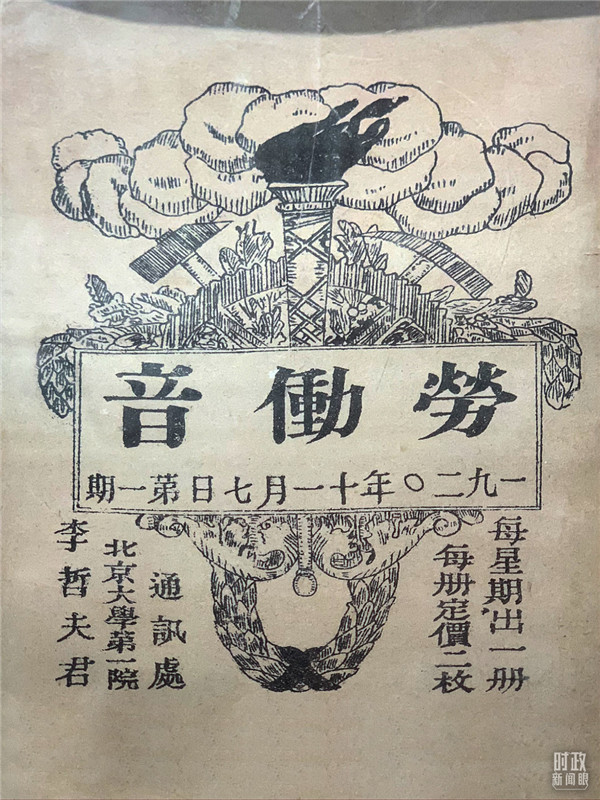 勞働音
一九二〇年十一月七日第一期
每星期出一册
每册定價二枚
通訊處
北京大學第一院
李哲夫君
时政
新闻眼